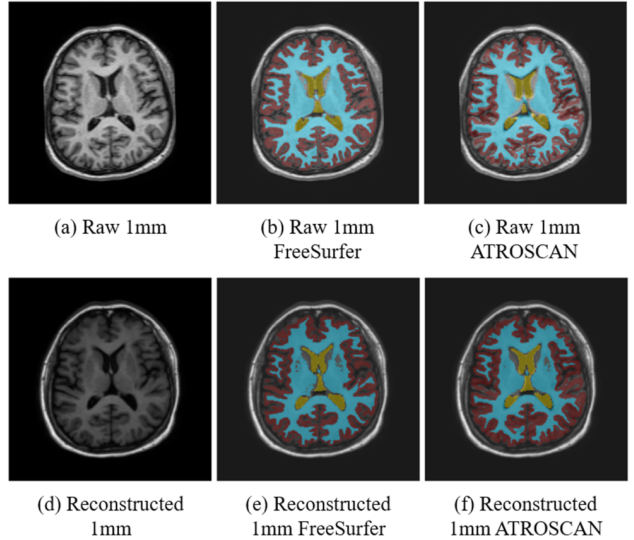 (a) Raw 1mm
(b) Raw 1mm
FreeSurfer
(c) Raw 1mm
ATROSCAN
(d) Reconstructed
1mm
(e) Reconstructed
1mm FreeSurfer
(f) Reconstructed
1mm ATROSCAN